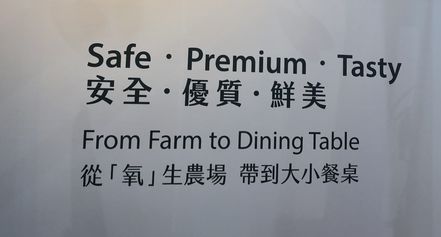 Safe · Premium · Tasty
安全·優質·鮮美
From Farm to Dining Table
從「氧」生農場 帶到大小餐桌